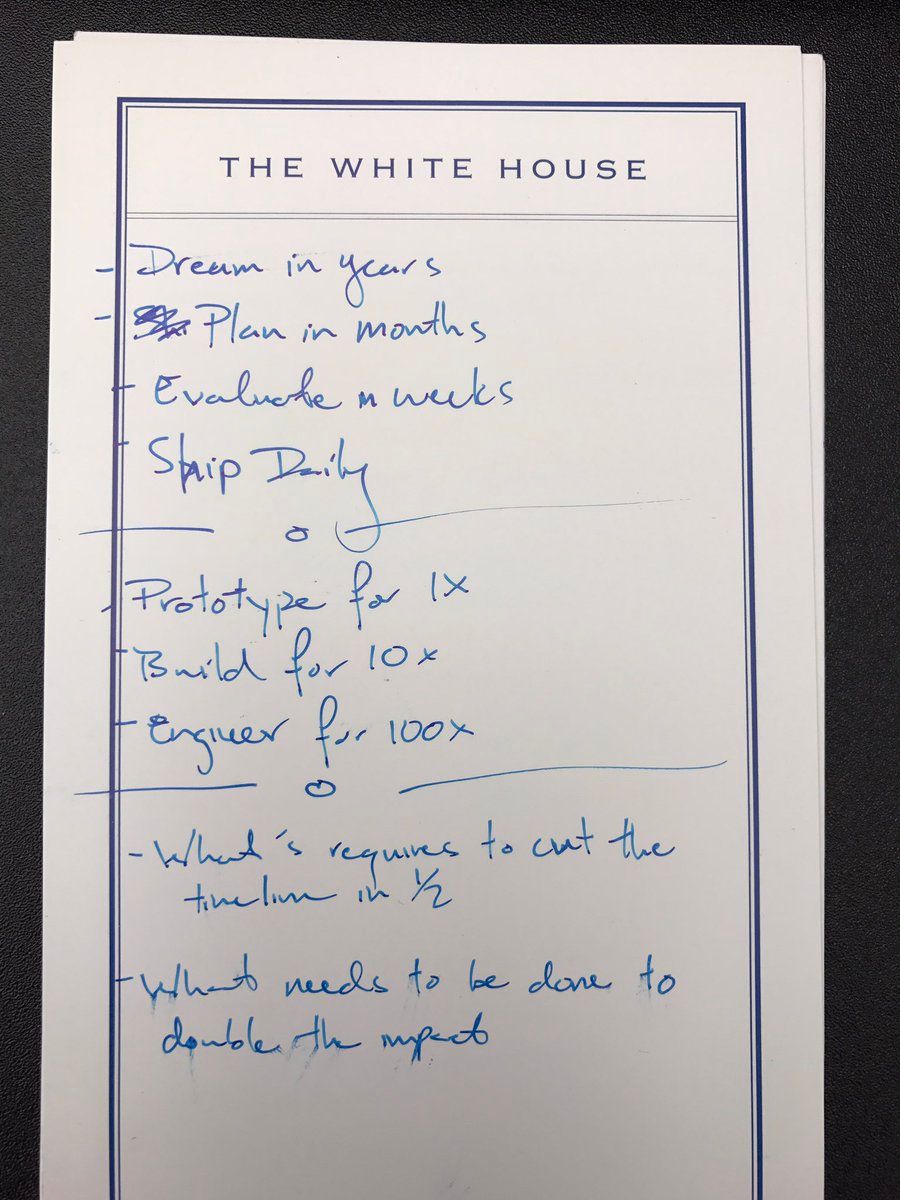 THE WHITE HOUSE
- Dream in years
- Plan in months
- Evaluate in weeks
- Ship Daily
- Prototype for 1x
- Build for 10x
- Engineer for 100x
- What's requires to cut the
timeline in 1/2
- What needs to be done to
double the impact